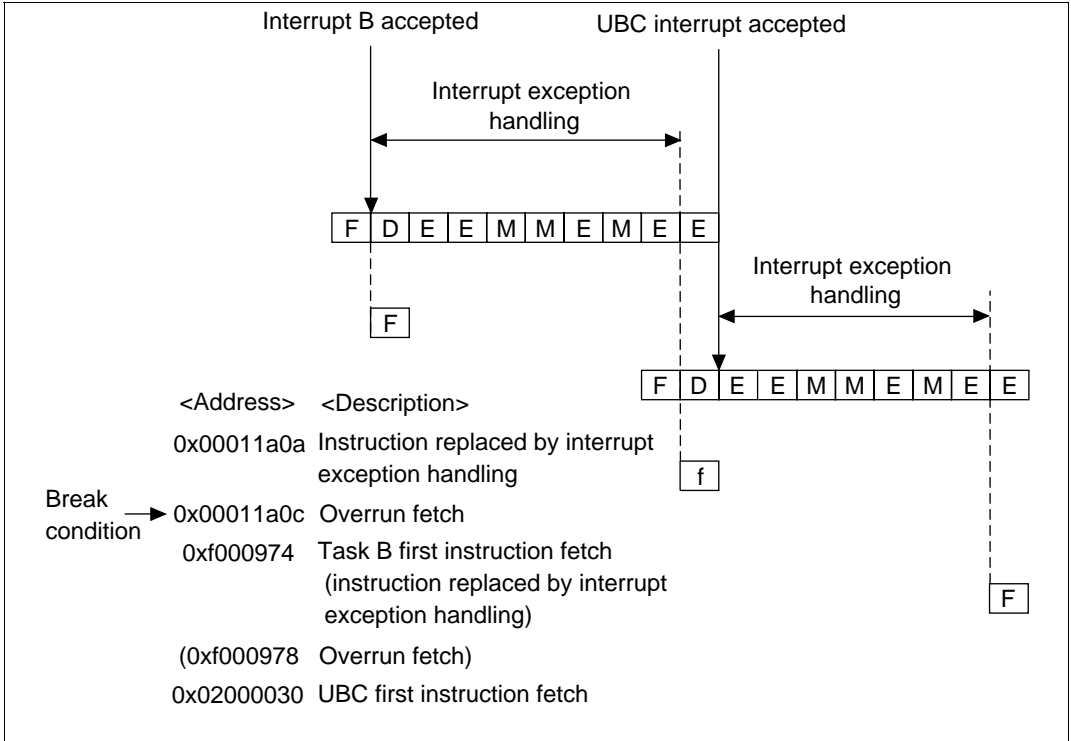 Interrupt B accepted
UBC interrupt accepted
Interrupt exception
handling
F D E E M M E M E E
Interrupt exception
handling
F
F D E E M M E M E E
<Address> <Description>
0x00011a0a Instruction replaced by interrupt
exception handling
f
Break
condition
0x00011a0c Overrun fetch
0xf000974 Task B first instruction fetch
(instruction replaced by interrupt
exception handling)
F
(0xf000978 Overrun fetch)
0x02000030 UBC first instruction fetch